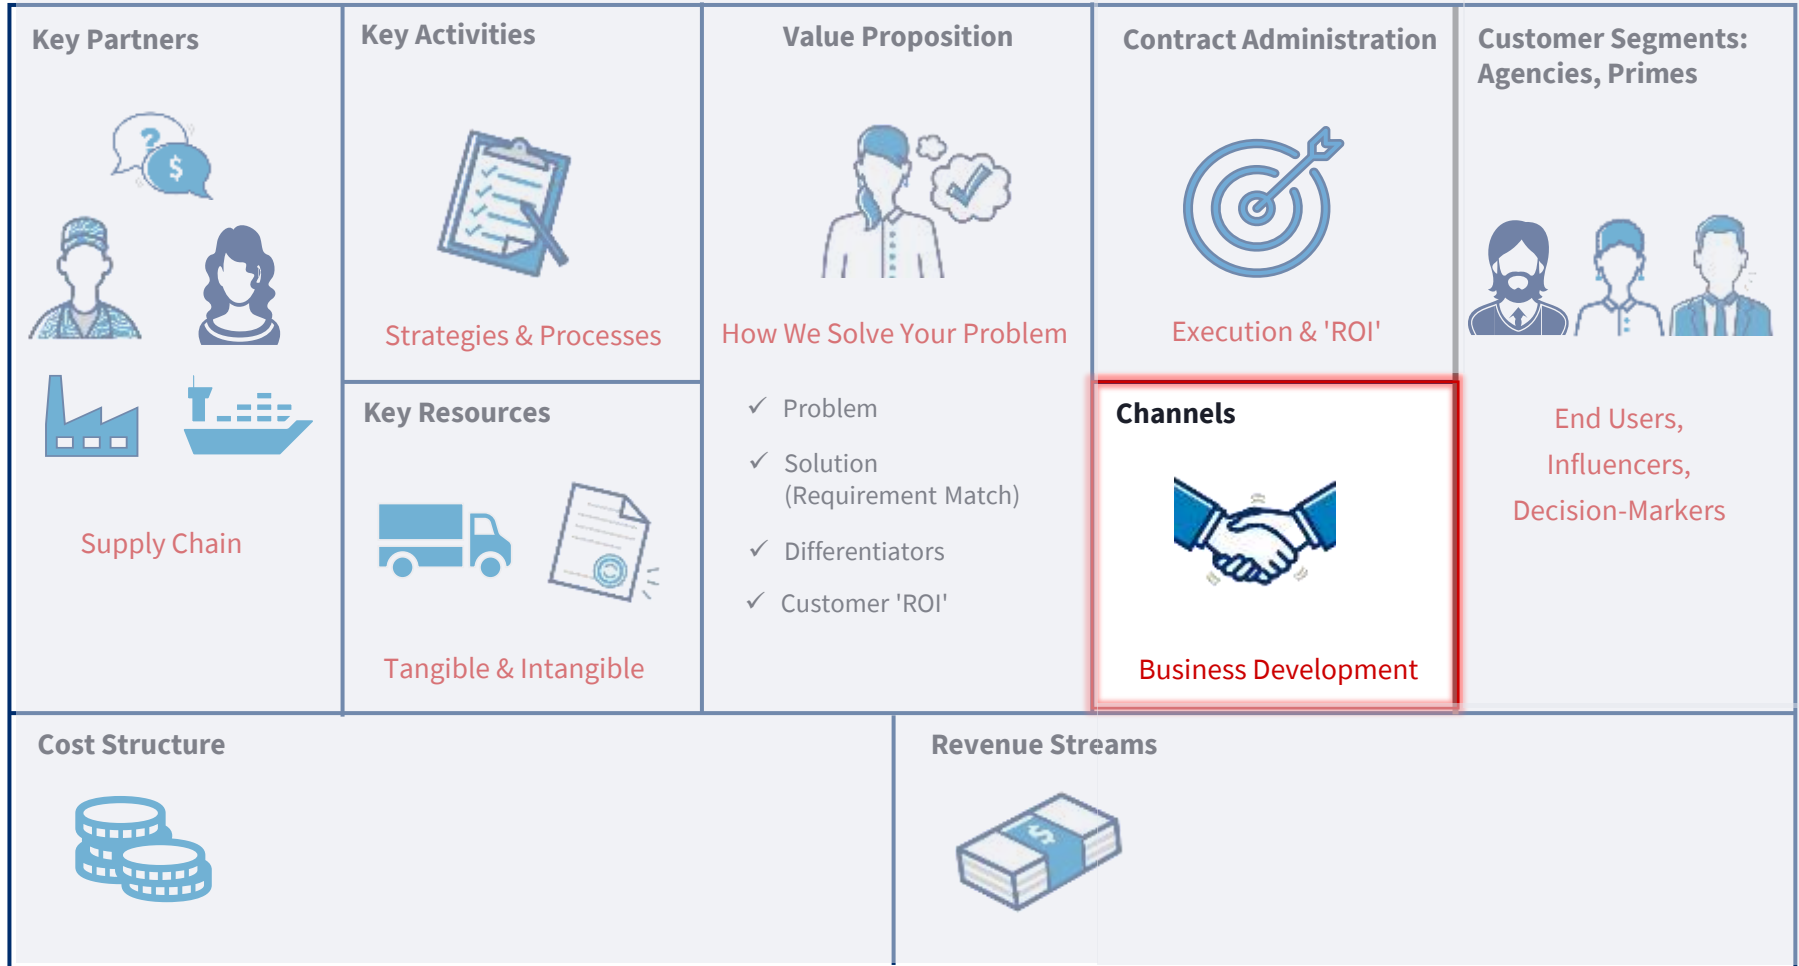 Key Partners
?
$
Supply Chain
Key Activities
Strategies & Processes
Key Resources
Tangible & Intangible
Value Proposition
How We Solve Your Problem
✓ Problem
✓ Solution
(Requirement Match)
✓ Differentiators
✓ Customer 'ROI'
Contract Administration
Execution & 'ROI'
Channels
Business Development
Customer Segments:
Agencies, Primes
End Users,
Influencers,
Decision-Markers
Cost Structure
Revenue Streams
$